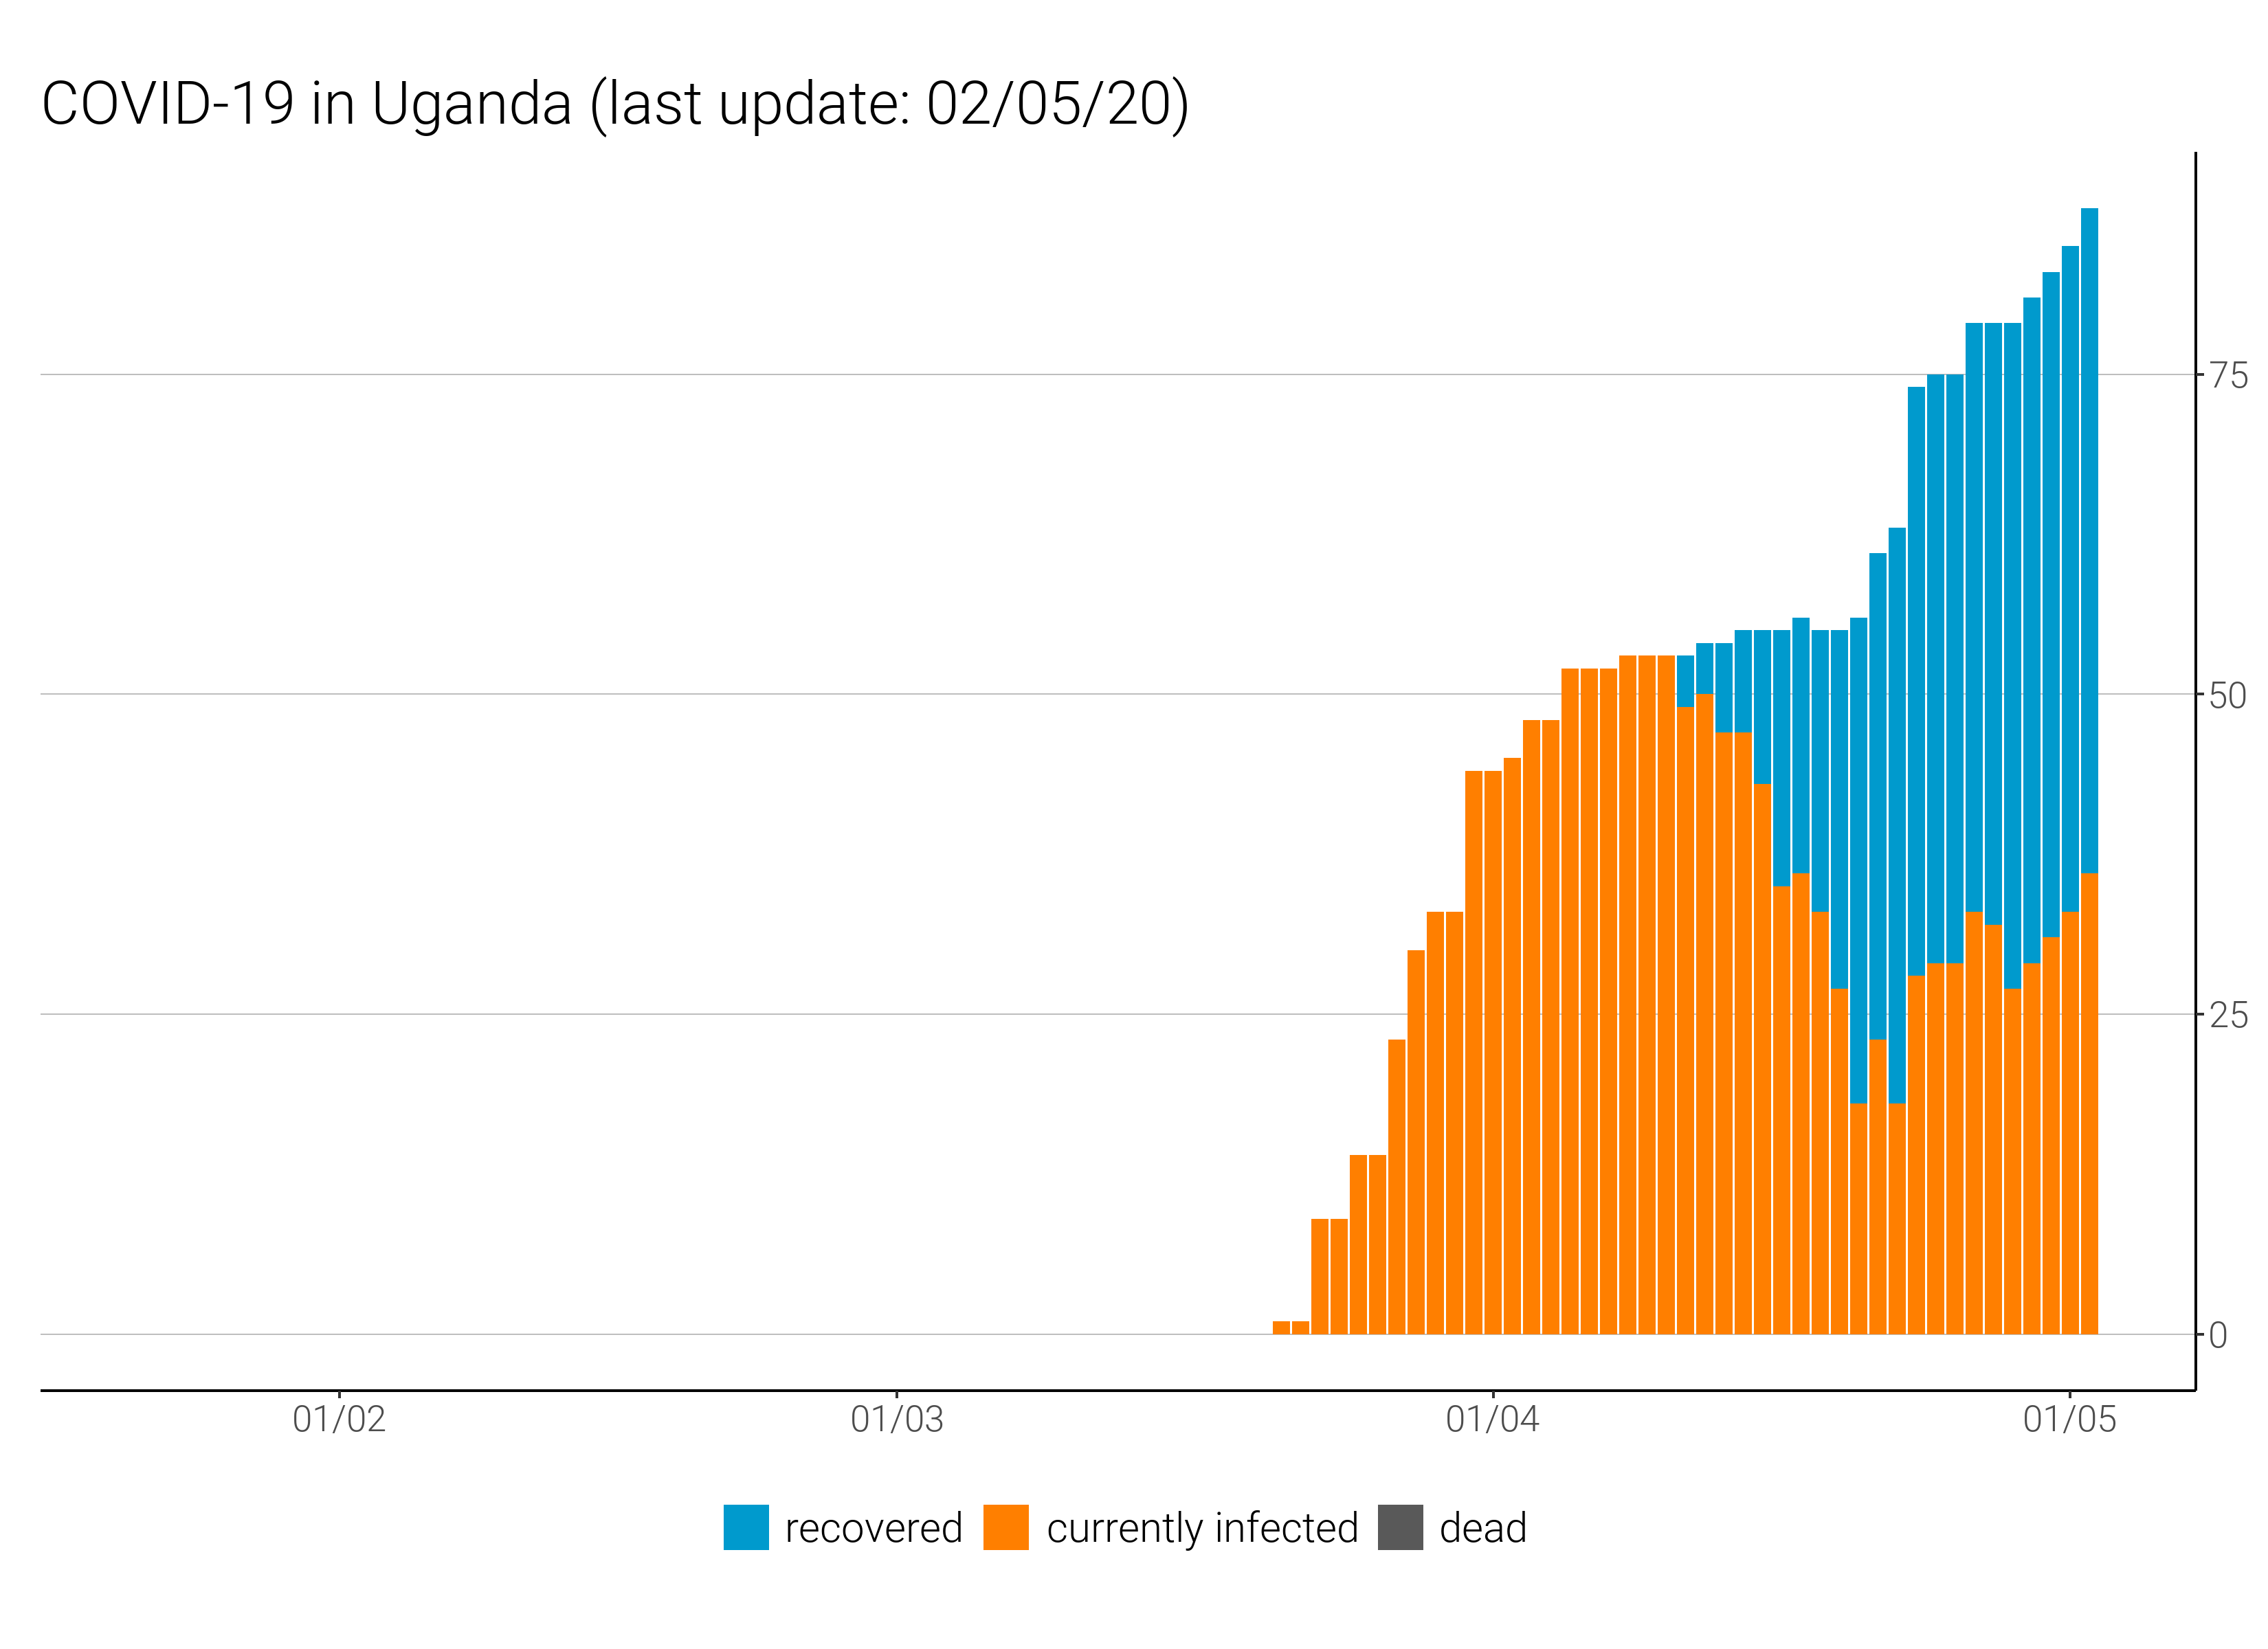 COVID-19 in Uganda (last update: 02/05/20)
75
50
25
0
01/02 01/03 01/04 01/05
recovered currently infected dead